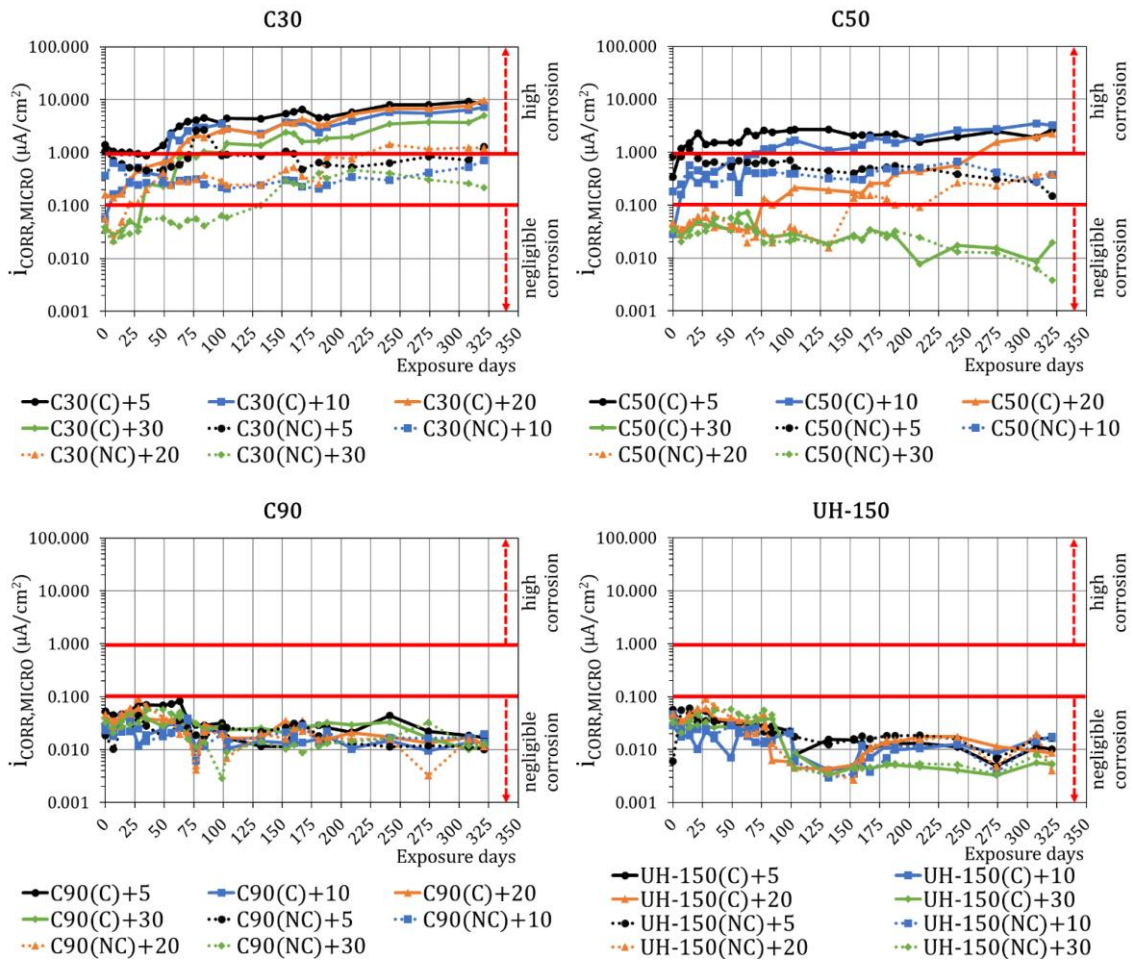 C30
100.000
10.000
1.000
0.100
0.010
0.001
iCORR,MICRO (μA/cm²)
high
corrosion
negligible
corrosion
0 25 50 75 100 125 150 175 200 225 250 275 300 325 350
Exposure days
C30(C)+5 C30(C)+10 C30(C)+20
C30(C)+30 C30(NC)+5 C30(NC)+10
C30(NC)+20 C30(NC)+30
C50
100.000
10.000
1.000
0.100
0.010
0.001
iCORR,MICRO (μA/cm²)
high
corrosion
negligible
corrosion
0 25 50 75 100 125 150 175 200 225 250 275 300 325 350
Exposure days
C50(C)+5 C50(C)+10 C50(C)+20
C50(C)+30 C50(NC)+5 C50(NC)+10
C50(NC)+20 C50(NC)+30
C90
100.000
10.000
1.000
0.100
0.010
0.001
iCORR,MICRO (μA/cm²)
high
corrosion
negligible
corrosion
0 25 50 75 100 125 150 175 200 225 250 275 300 325 350
Exposure days
C90(C)+5 C90(C)+10 C90(C)+20
C90(C)+30 C90(NC)+5 C90(NC)+10
C90(NC)+20 C90(NC)+30
UH-150
100.000
10.000
1.000
0.100
0.010
0.001
iCORR,MICRO (μA/cm²)
high
corrosion
negligible
corrosion
0 25 50 75 100 125 150 175 200 225 250 275 300 325 350
Exposure days
UH-150(C)+5 UH-150(C)+10
UH-150(C)+20 UH-150(C)+30
UH-150(NC)+5 UH-150(NC)+10
UH-150(NC)+20 UH-150(NC)+30